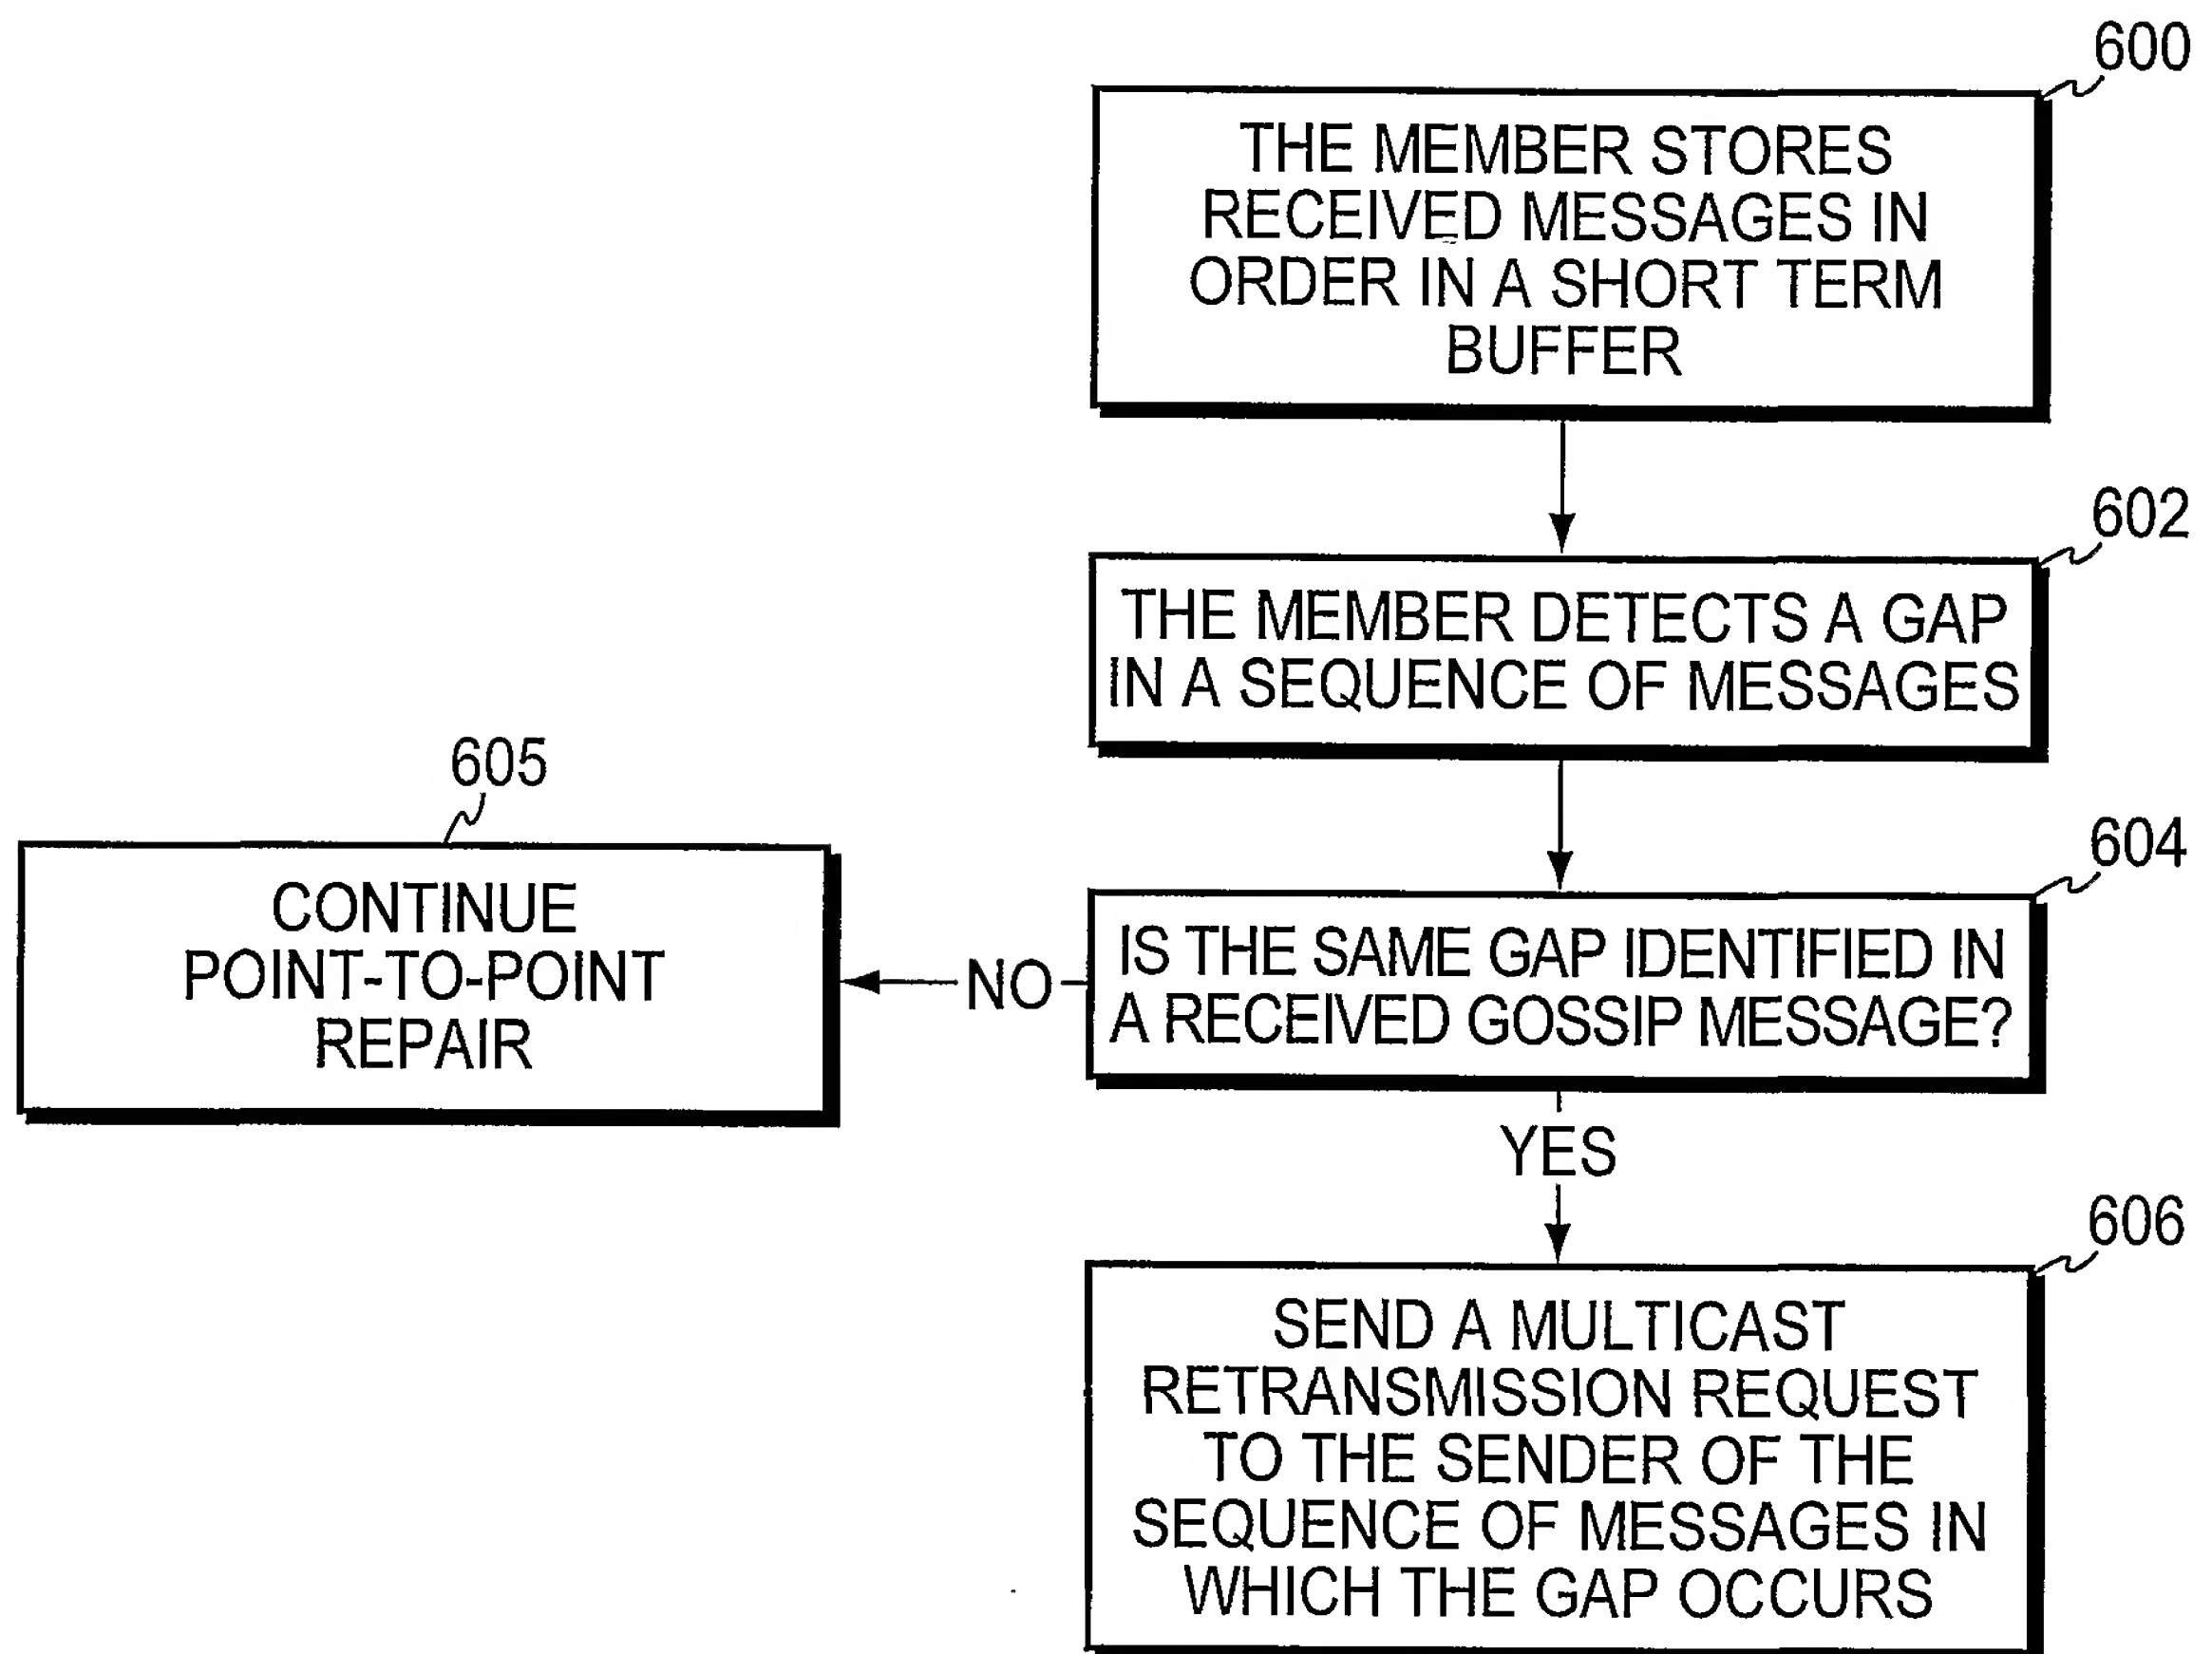 600
THE MEMBER STORES
RECEIVED MESSAGES IN
ORDER IN A SHORT TERM
BUFFER
602
THE MEMBER DETECTS A GAP
IN A SEQUENCE OF MESSAGES
605
CONTINUE
POINT-TO-POINT
REPAIR
604
NO
IS THE SAME GAP IDENTIFIED IN
A RECEIVED GOSSIP MESSAGE?
YES
606
SEND A MULTICAST
RETRANSMISSION REQUEST
TO THE SENDER OF THE
SEQUENCE OF MESSAGES IN
WHICH THE GAP OCCURS